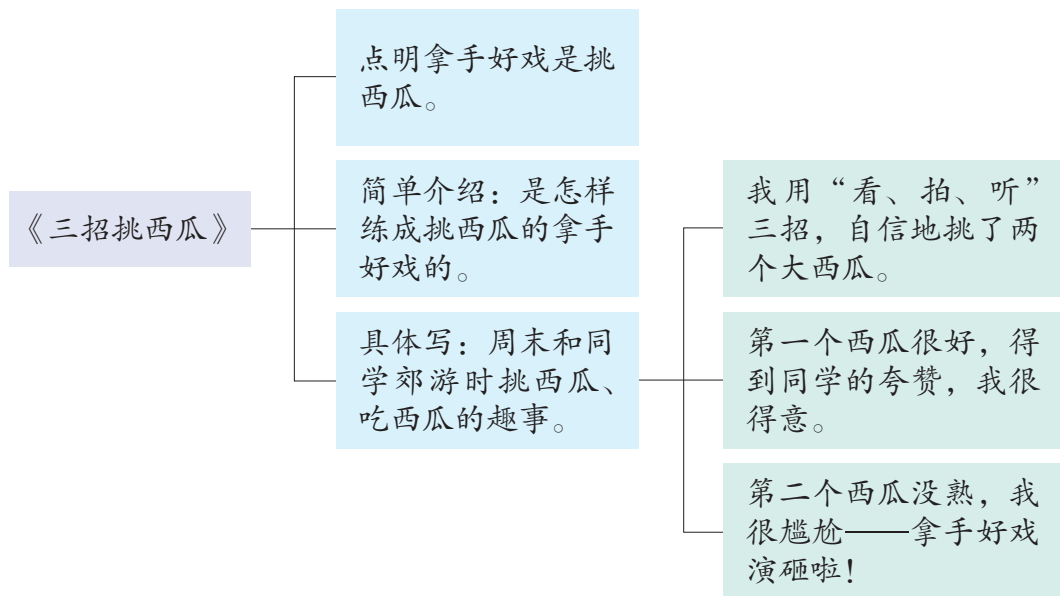 《三招挑西瓜》
点明拿手好戏是挑
西瓜。
简单介绍：是怎样
练成挑西瓜的拿手
好戏的。
具体写：周末和同
学郊游时挑西瓜、
吃西瓜的趣事。
我用“看、拍、听”
三招，自信地挑了两
个大西瓜。
第一个西瓜很好，得
到同学的夸赞，我很
得意。
第二个西瓜没熟，我
很尴尬——拿手好戏
演砸啦！